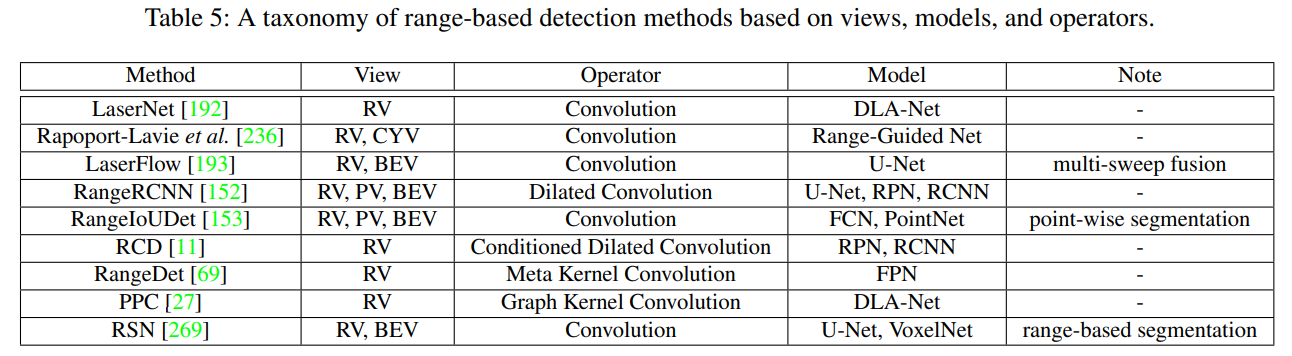 Table 5: A taxonomy of range-based detection methods based on views, models, and operators.
Method View Operator Model Note
LaserNet [192] RV Convolution DLA-Net -
Rapoport-Lavie et al. [236] RV, CYV Convolution Range-Guided Net -
LaserFlow [193] RV, BEV Convolution U-Net multi-sweep fusion
RangeRCNN [152] RV, PV, BEV Dilated Convolution U-Net, RPN, RCNN -
RangeIoUDet [153] RV, PV, BEV Convolution FCN, PointNet point-wise segmentation
RCD [11] RV Conditioned Dilated Convolution RPN, RCNN -
RangeDet [69] RV Meta Kernel Convolution FPN -
PPC [27] RV Graph Kernel Convolution DLA-Net -
RSN [269] RV, BEV Convolution U-Net, VoxelNet range-based segmentation